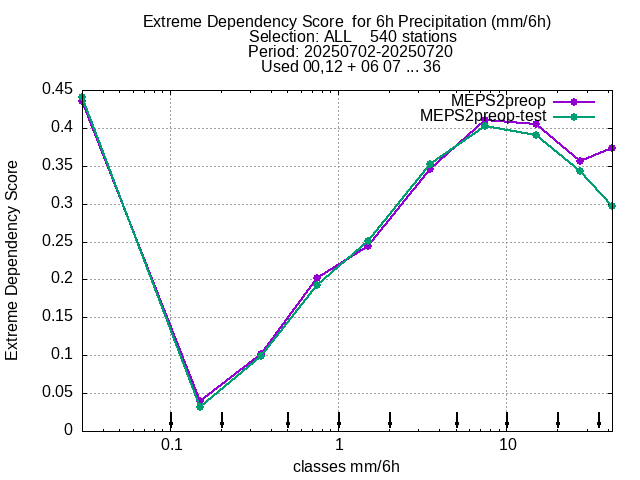 Extreme Dependency Score  for 6h Precipitation (mm/6h)
Selection: ALL    540 stations
Period: 20250702-20250720
Used 00,12 + 06 07 ... 36
MEPS2preop
MEPS2preop-test
Extreme Dependency Score
0.45
0.4
0.35
0.3
0.25
0.2
0.15
0.1
0.05
0
0.1 1 10
classes mm/6h